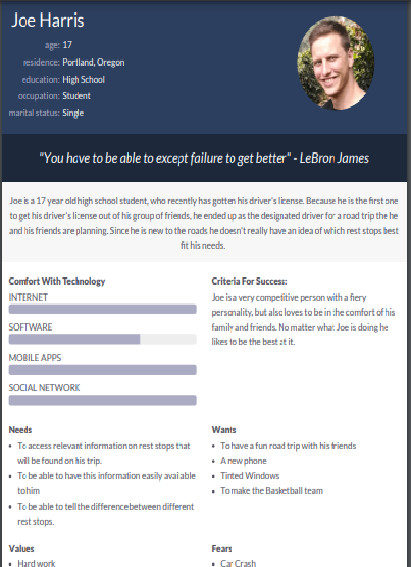 Joe Harris
age: 17
residence: Portland, Oregon
education: High School
occupation: Student
marital status: Single
"You have to be able to except failure to get better" - LeBron James
Joe is a 17 year old high school student, who recently has gotten his driver's license. Because he is the first one
to get his driver's license out of his group of friends, he ended up as the designated driver for a road trip the he
and his friends are planning. Since he is new to the roads he doesn't really have an idea of which rest stops best
fit his needs.
Comfort With Technology
INTERNET
SOFTWARE
MOBILE APPS
SOCIAL NETWORK
Criteria For Success:
Joe is a very competitive person with a fiery
personality, but also loves to be in the comfort of his
family and friends. No matter what Joe is doing he
likes to be the best at it.
Needs
• To access relevant information on rest stops that
will be found on his trip.
• To be able to have this information easily available
to him
• To be able to tell the difference between different
rest stops.
Wants
• To have a fun road trip with his friends
• A new phone
• Tinted Windows
• To make the Basketball team
Values
• Hard work
Fears
• Car Crash